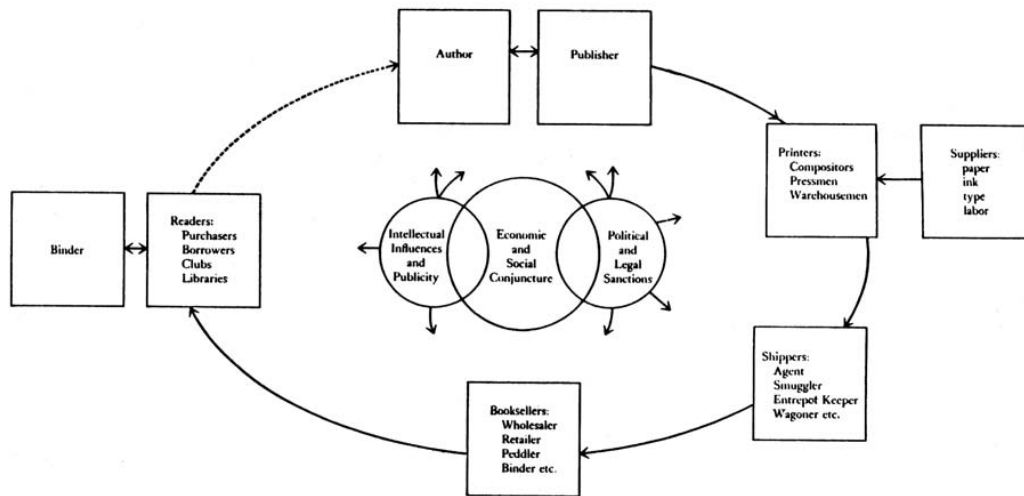 Author
Publisher
Printers:
Compositors
Pressmen
Warehousemen
Suppliers:
paper
ink
type
labor
Intellectual
Influences
and
Publicity
Economic
and
Social
Conjuncture
Political
and
Legal
Sanctions
Binder
Readers:
Purchasers
Borrowers
Clubs
Libraries
Shippers:
Agent
Smuggler
Entrepot Keeper
Wagoner etc.
Booksellers:
Wholesaler
Retailer
Peddler
Binder etc.